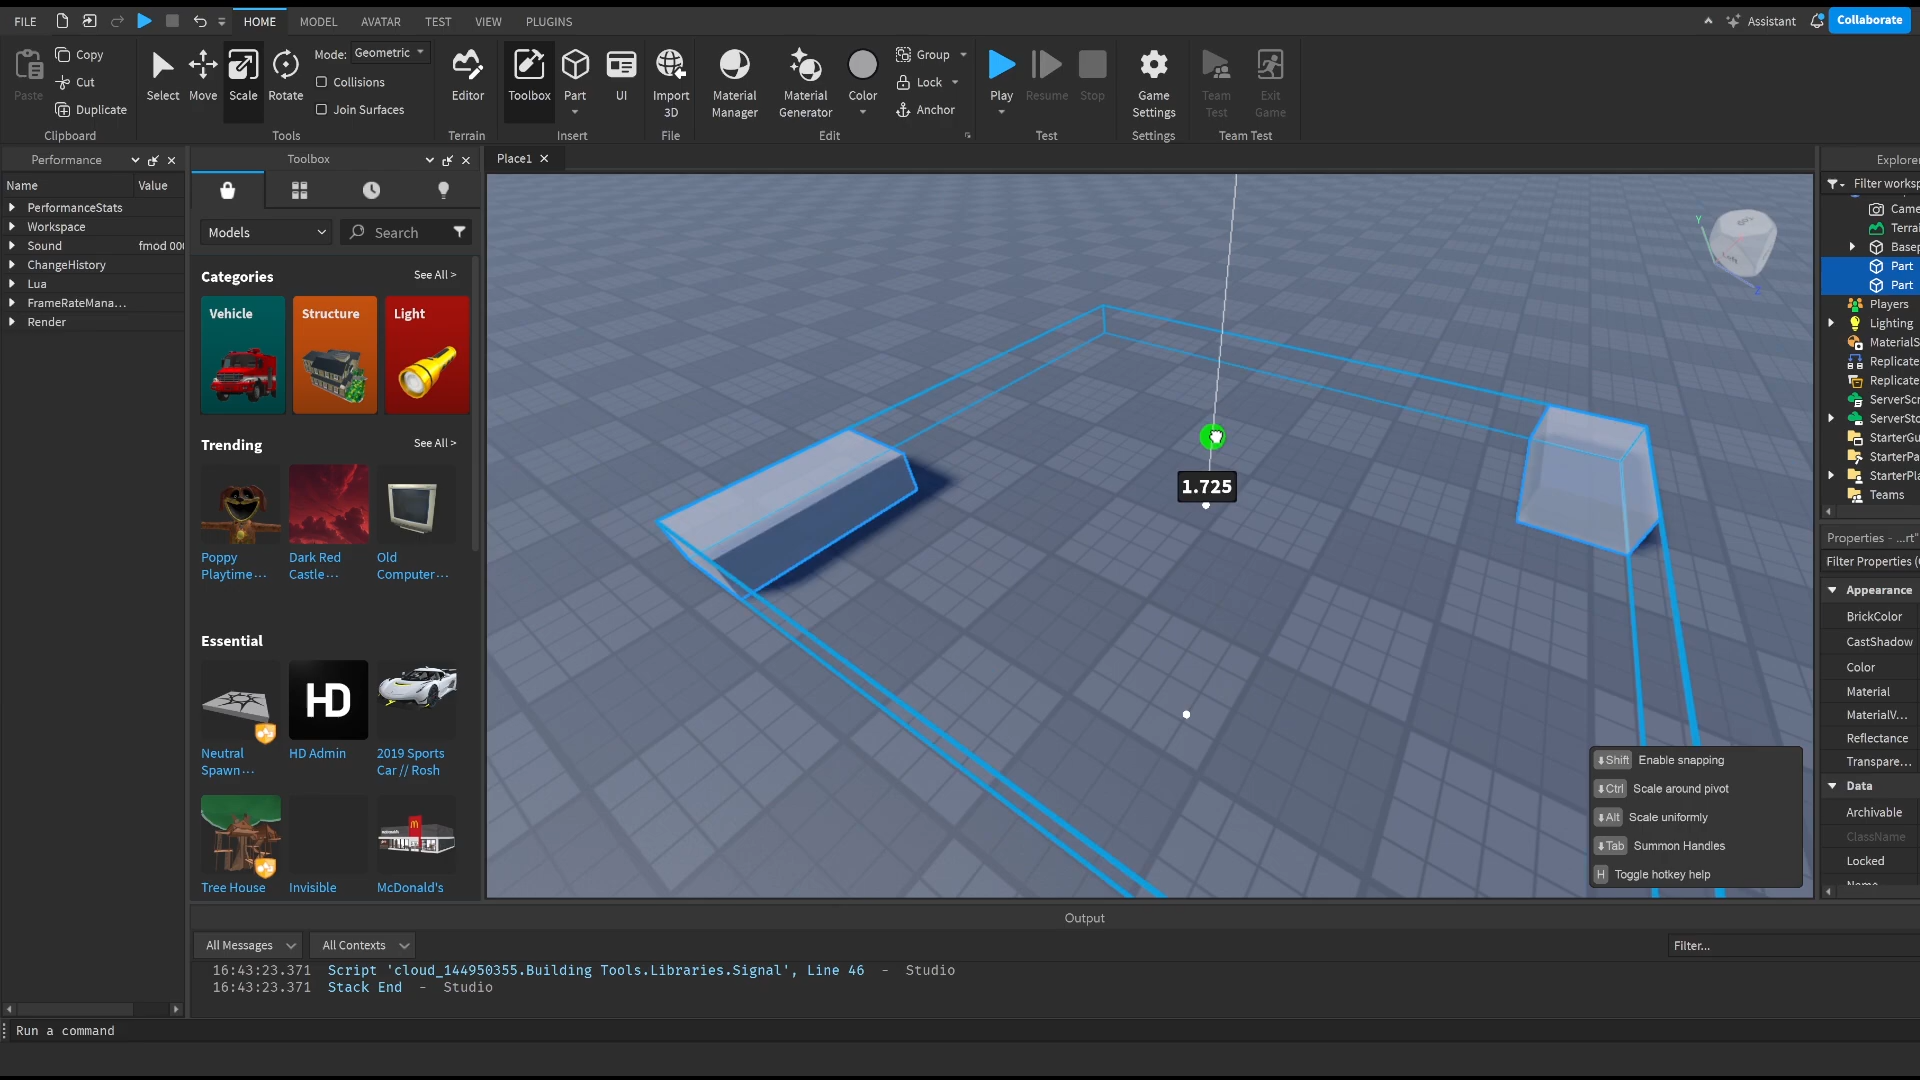 FILE
HOME
MODEL
AVATAR
TEST
VIEW
PLUGINS
Assistant
Collaborate
Paste
Copy
Cut
Duplicate
Clipboard
Select
Move
Scale
Rotate
Mode:
Geometric
Collisions
Join Surfaces
Tools
Editor
Terrain
Toolbox
Part
UI
Insert
Import
3D
File
Material
Manager
Material
Generator
Color
Group
Lock
Anchor
Edit
Play
Resume
Stop
Test
Game
Settings
Settings
Team
Test
Exit
Game
Team Test
Performance
Name
Value
PerformanceStats
Workspace
Sound
fmod 00
ChangeHistory
Lua
FrameRateMana...
Render
Toolbox
Models
Search
Categories
See All >
Vehicle
Structure
Light
Trending
See All >
Poppy
Playtime...
Dark Red
Castle...
Old
Computer...
Essential
HD
Neutral
Spawn...
HD Admin
2019 Sports
Car // Rosh
Tree House
Invisible
McDonald's
Place1
Y
Z
1.725
Shift
Enable snapping
Ctrl
Scale around pivot
Alt
Scale uniformly
Tab
Summon Handles
H
Toggle hotkey help
Explorer
Filter worksp
Came
Terrai
Basep
Part
Part
Players
Lighting
MaterialS
Replicate
Replicate
ServerScr
ServerSto
StarterGu
StarterPa
StarterPla
Teams
Properties - ...rt"
Filter Properties (
Appearance
BrickColor
CastShadow
Color
Material
MaterialV...
Reflectance
Transpare...
Data
Archivable
ClassName
Locked
Output
All Messages
All Contexts
Filter...
16:43:23.371 Script 'cloud_144950355.Building Tools.Libraries.Signal', Line 46 - Studio
16:43:23.371 Stack End - Studio
Run a command